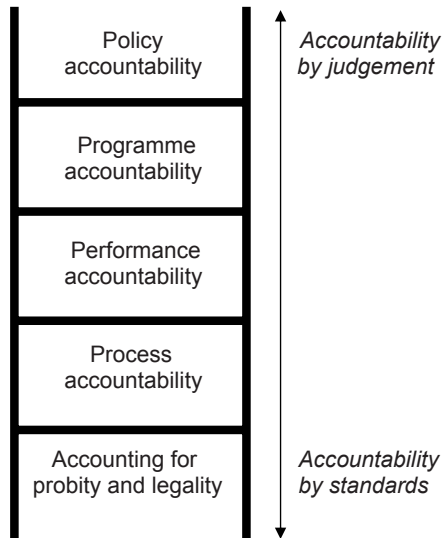 Policy
accountability
Accountability
by judgement
Programme
accountability
Performance
accountability
Process
accountability
Accounting for
probity and legality
Accountability
by standards